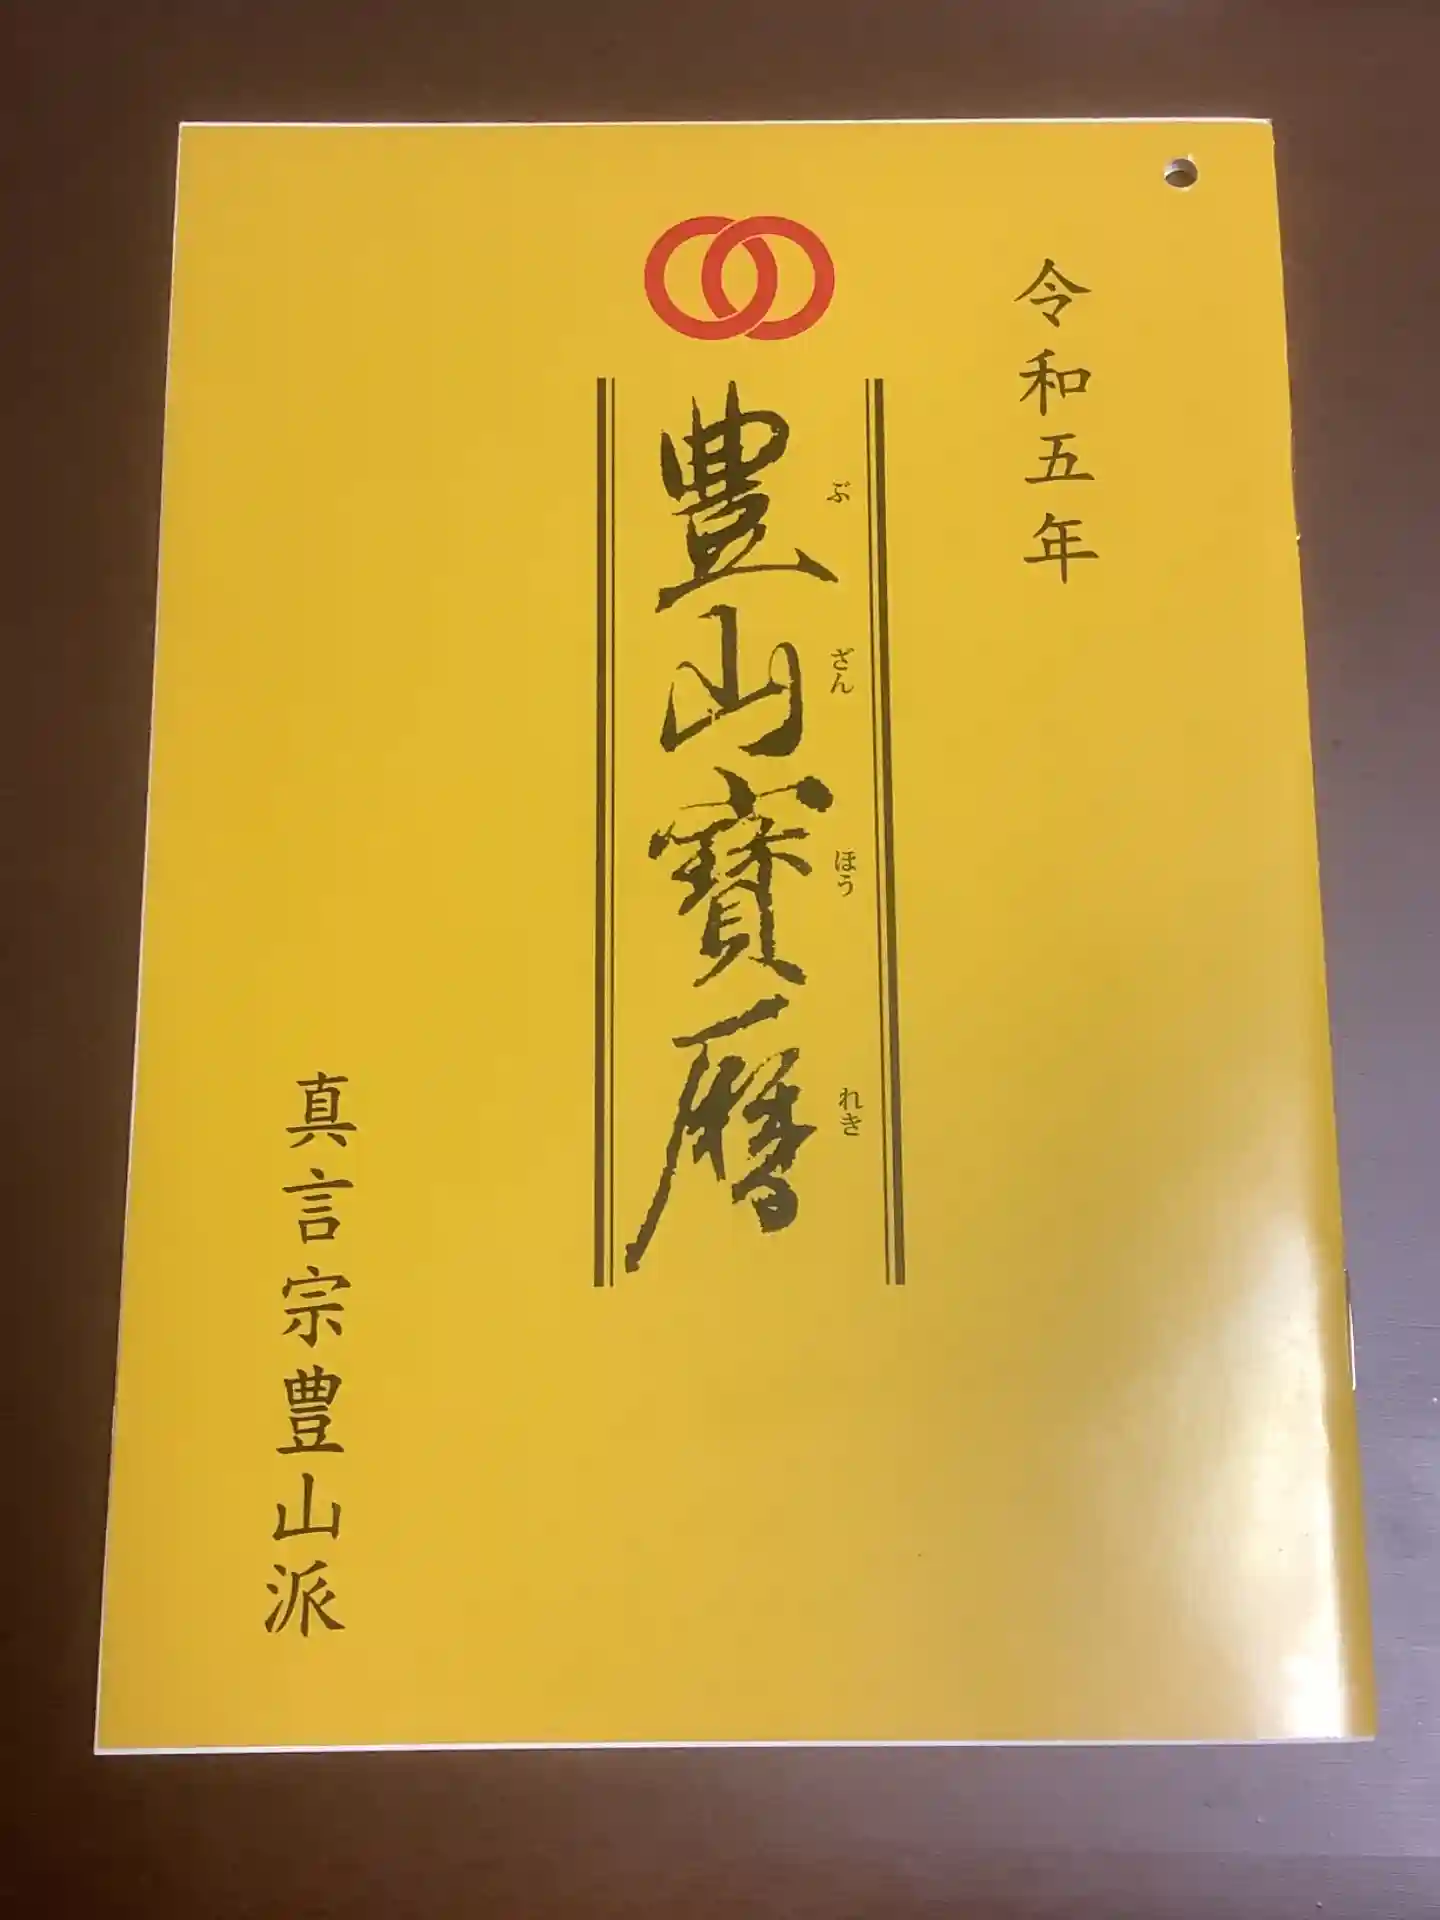 令和五年
豊山寶暦
ぶ ざん ほう れき
真言宗豊山派